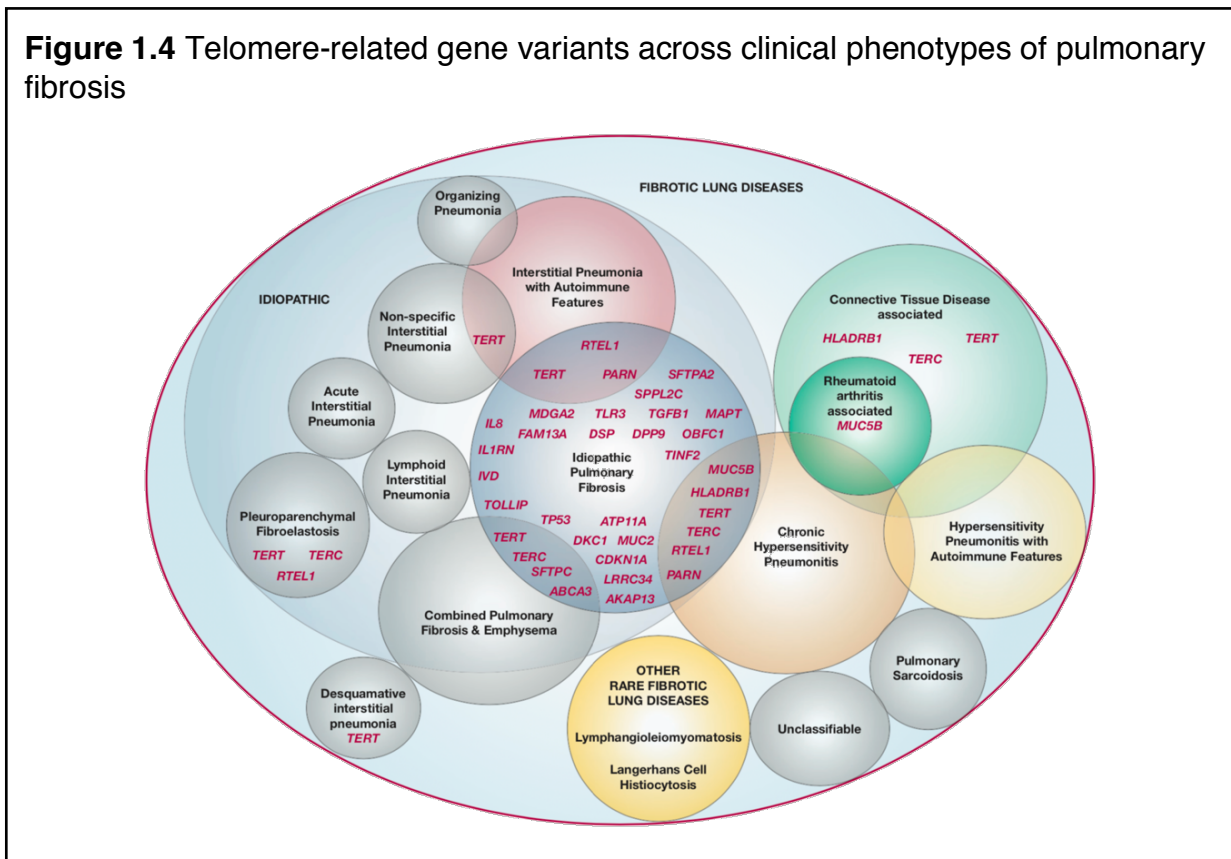 Figure 1.4 Telomere-related gene variants across clinical phenotypes of pulmonary
fibrosis
FIBROTIC LUNG DISEASES
IDIOPATHIC
Organizing
Pneumonia
Interstitial Pneumonia
with Autoimmune
Features
Non-specific
Interstitial
Pneumonia
TERT
Acute
Interstitial
Pneumonia
Lymphoid
Interstitial
Pneumonia
Pleuroparenchymal
Fibroelastosis
TERT TERC
RTEL1
RTEL1
TERT PARN SFTPA2
SPPL2C
MDGA2 TLR3 TGFB1 MAPT
IL8
FAM13A DSP DPP9 OBFC1
IL1RN
TINF2
Idiopathic
Pulmonary
Fibrosis
IVD
TOLLIP
TP53 ATP11A
DKC1 MUC2
CDKN1A
LRRC34
AKAP13
TERT
TERC
SFTPC
ABCA3
Combined Pulmonary
Fibrosis & Emphysema
MUC5B
HLADRB1
TERT
TERC
RTEL1
PARN
Chronic
Hypersensitivity
Pneumonitis
Connective Tissue Disease
associated
HLADRB1 TERT
TERC
Rheumatoid
arthritis
associated
MUC5B
Hypersensitivity
Pneumonitis with
Autoimmune Features
Desquamative
interstitial
pneumonia
TERT
OTHER
RARE FIBROTIC
LUNG DISEASES
Lymphangioleiomyomatosis
Langerhans Cell
Histiocytosis
Unclassifiable
Pulmonary
Sarcoidosis